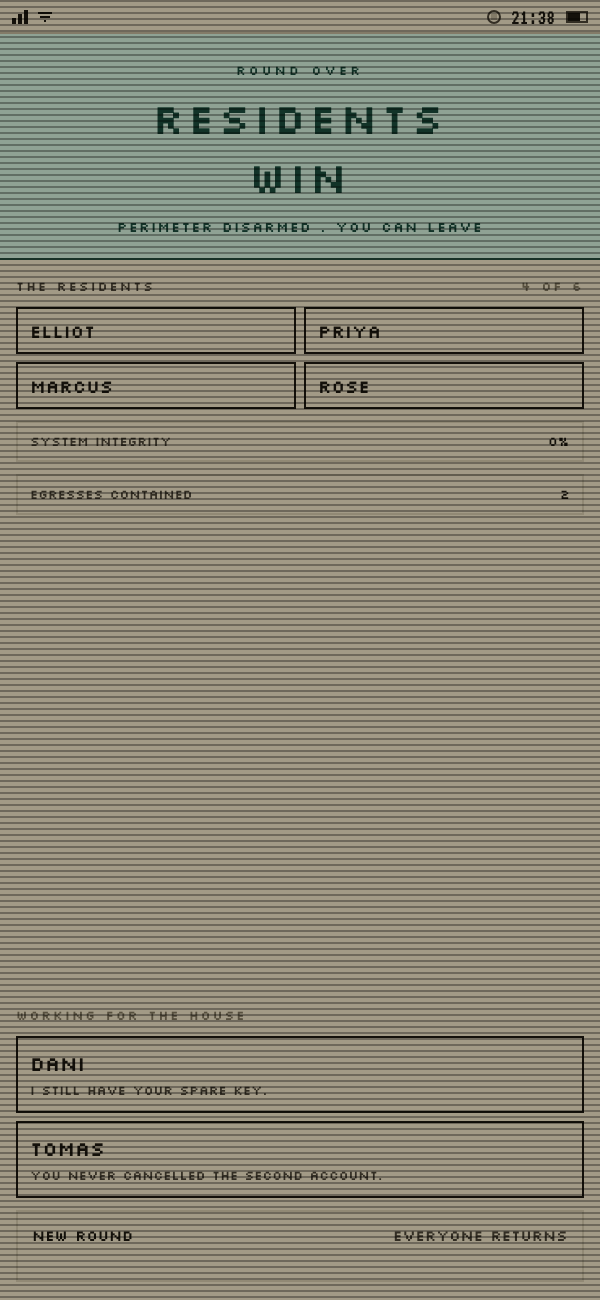 21:38
ROUND OVER
RESIDENTS
WIN
PERIMETER DISARMED . YOU CAN LEAVE
THE RESIDENTS 4 OF 6
ELLIOT PRIYA
MARCUS ROSE
SYSTEM INTEGRITY 0%
EGRESSES CONTAINED 2
WORKING FOR THE HOUSE
DANI
I STILL HAVE YOUR SPARE KEY.
TOMAS
YOU NEVER CANCELLED THE SECOND ACCOUNT.
NEW ROUND EVERYONE RETURNS